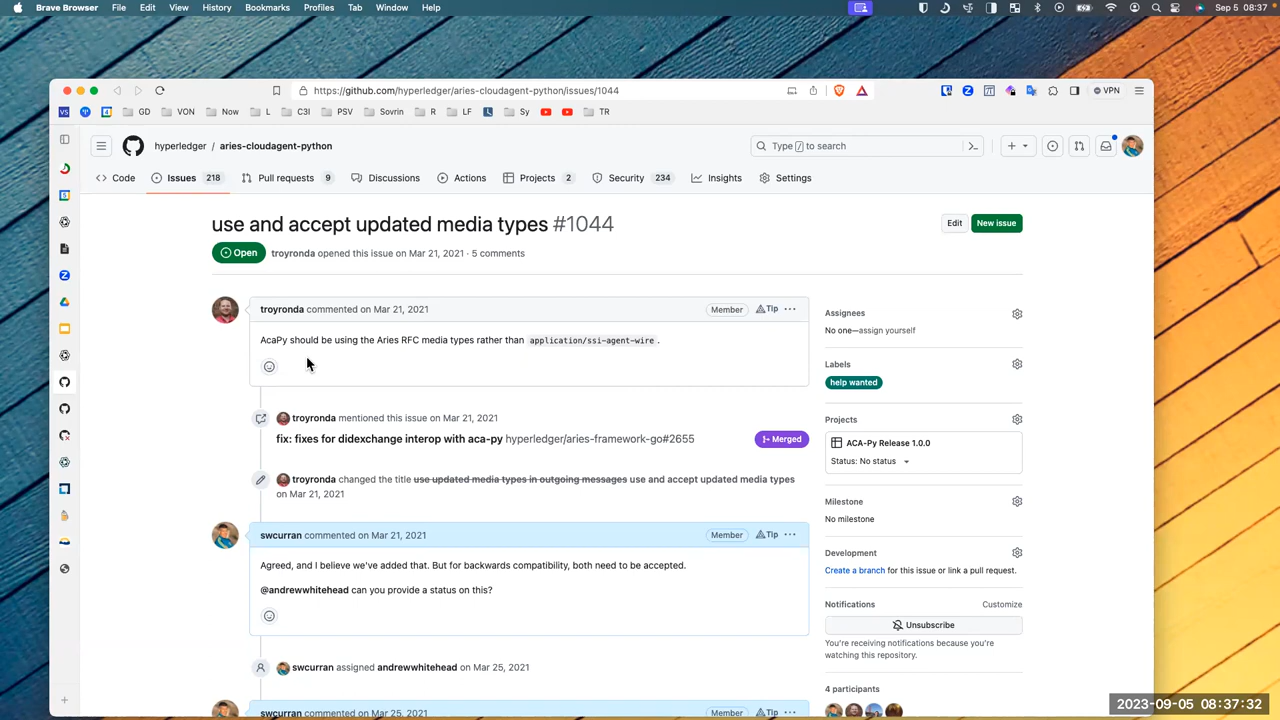 Brave Browser File Edit View History Bookmarks Profiles Tab Window Help Sep 5 08:37
https://github.com/hyperledger/aries-cloudagent-python/issues/1044 VPN
VS GD VON Now L C3I PSV Sovrin R LF Sy TR
hyperledger / aries-cloudagent-python Type / to search
Code Issues 218 Pull requests 9 Discussions Actions Projects 2 Security 234 Insights Settings
use and accept updated media types #1044 Edit New issue
Open troyronda opened this issue on Mar 21, 2021 · 5 comments
troyronda commented on Mar 21, 2021 Member Tip ···
AcaPy should be using the Aries RFC media types rather than application/ssi-agent-wire .
troyronda mentioned this issue on Mar 21, 2021
fix: fixes for didexchange interop with aca-py hyperledger/aries-framework-go#2655 Merged
troyronda changed the title use updated media types in outgoing messages use and accept updated media types
on Mar 21, 2021
swcurran commented on Mar 21, 2021 Member Tip ···
Agreed, and I believe we've added that. But for backwards compatibility, both need to be accepted.
@andrewwhitehead can you provide a status on this?
swcurran assigned andrewwhitehead on Mar 25, 2021
swcurran commented on Mar 25, 2021 Member Tip ···
Assignees
No one—assign yourself
Labels
help wanted
Projects
ACA-Py Release 1.0.0
Status: No status
Milestone
No milestone
Development
Create a branch for this issue or link a pull request.
Notifications Customize
Unsubscribe
You're receiving notifications because you're
watching this repository.
4 participants
2023-09-05 08:37:32